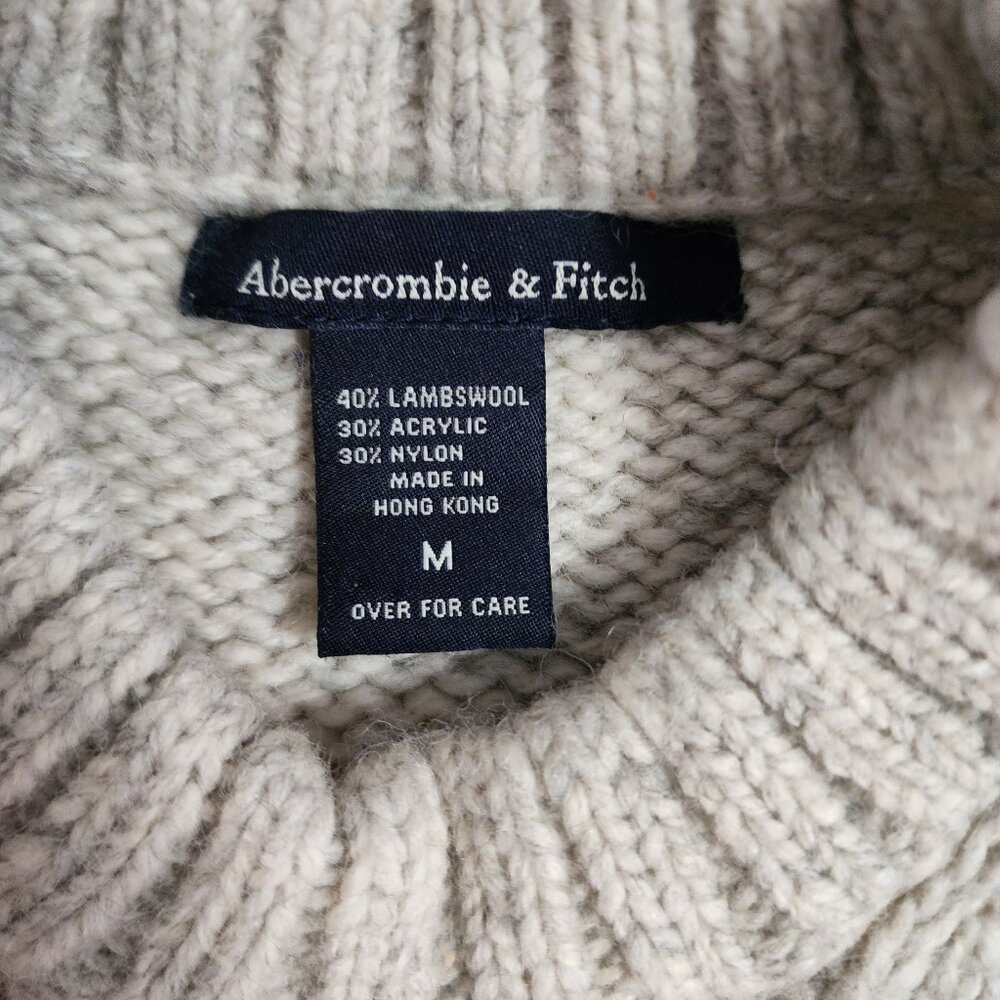 Abercrombie & Fitch
40% LAMBSWOOL
30% ACRYLIC
30% NYLON
MADE IN
HONG KONG
M
OVER FOR CARE